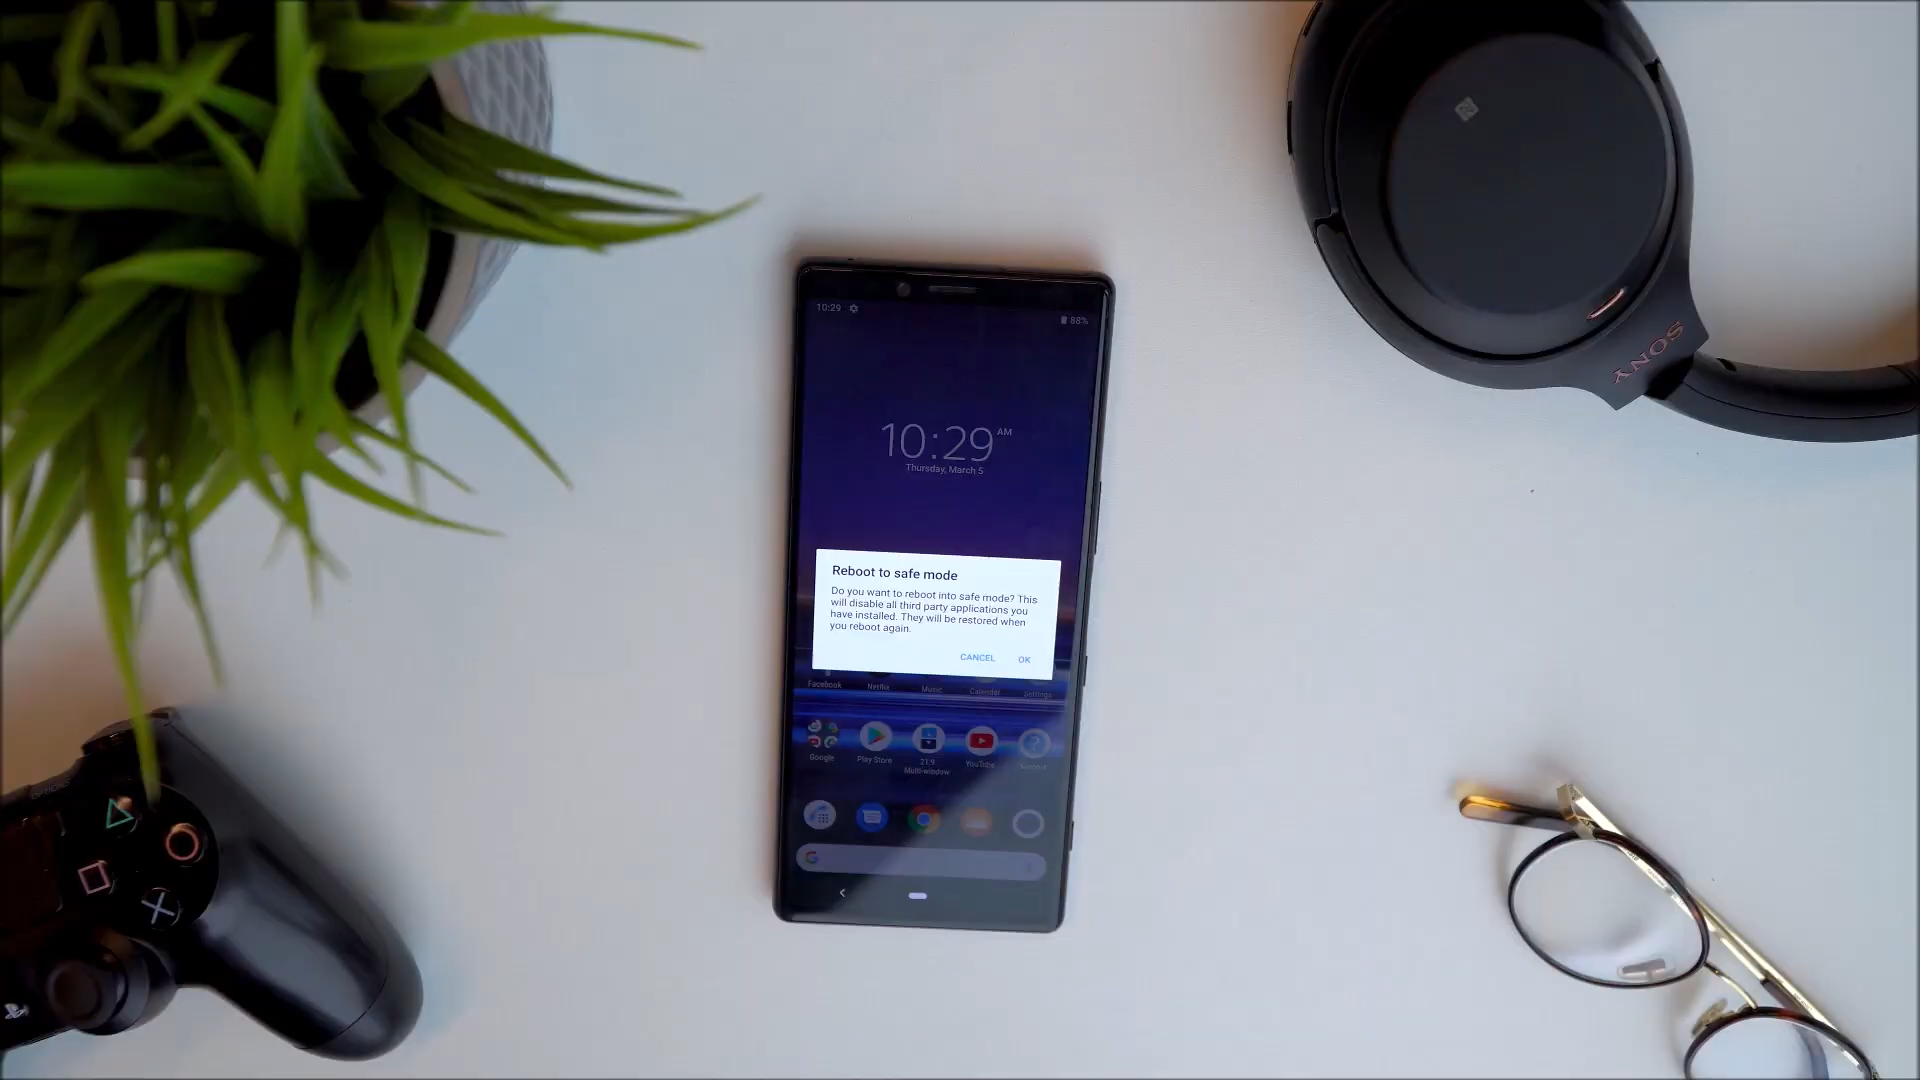 SONY
10:29
88%
10:29 AM
Thursday, March 5
Reboot to safe mode
Do you want to reboot into safe mode? This
will disable all third party applications you
have installed. They will be restored when
you reboot again.
CANCEL OK
Facebook Netflix Music Calendar Settings
Google Play Store 21:9 YouTube Support
Multi-window
OPTIONS